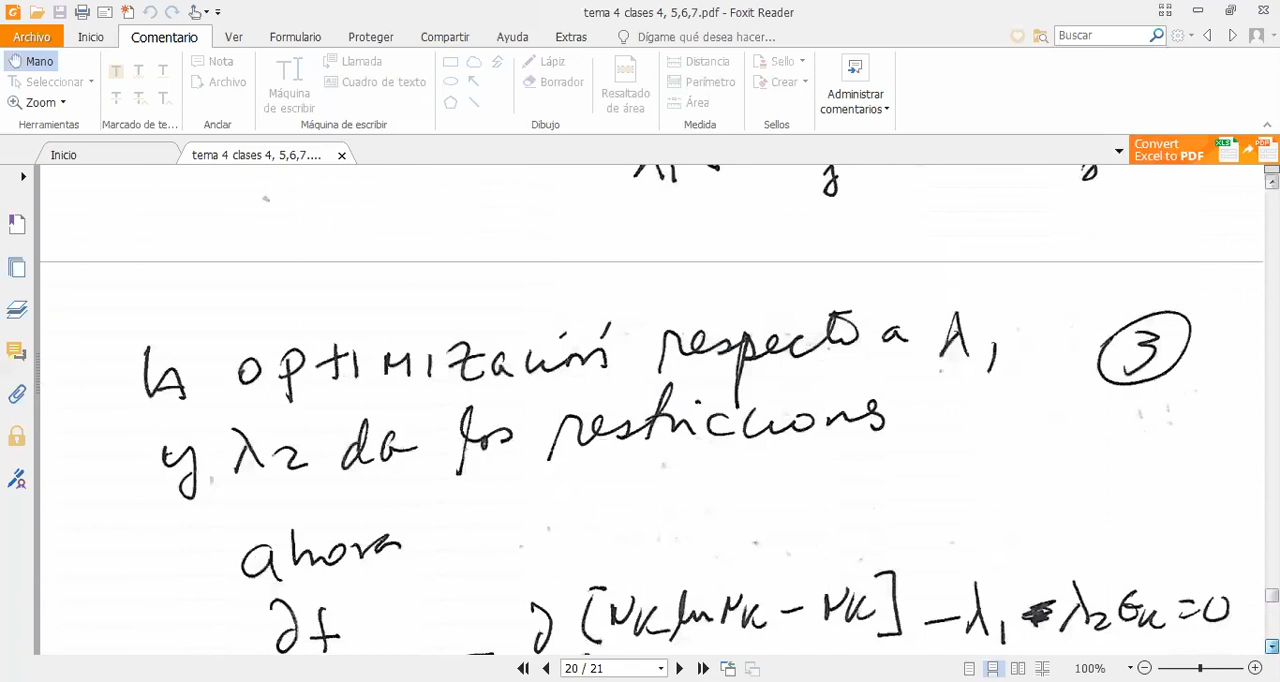 tema 4 clases 4, 5,6,7.pdf - Foxit Reader
Archivo Inicio Comentario Ver Formulario Proteger Compartir Ayuda Extras Dígame qué desea hacer... Buscar
Mano Nota Llamada Lápiz Distancia Sello
Seleccionar Archivo Cuadro de texto Borrador Perímetro Crear
Zoom Máquina de escribir Resaltado de área Área Administrar comentarios
Herramientas Marcado de te... Anclar Máquina de escribir Dibujo Medida Sellos
Inicio tema 4 clases 4, 5,6,7.... Convert Excel to PDF
la optimización respecto a λ1 3
y λ2 da los restricciones
ahora
∂f ∂ [NK ln NK - NK] - λ1 λ2 εK = 0
20 / 21 100%